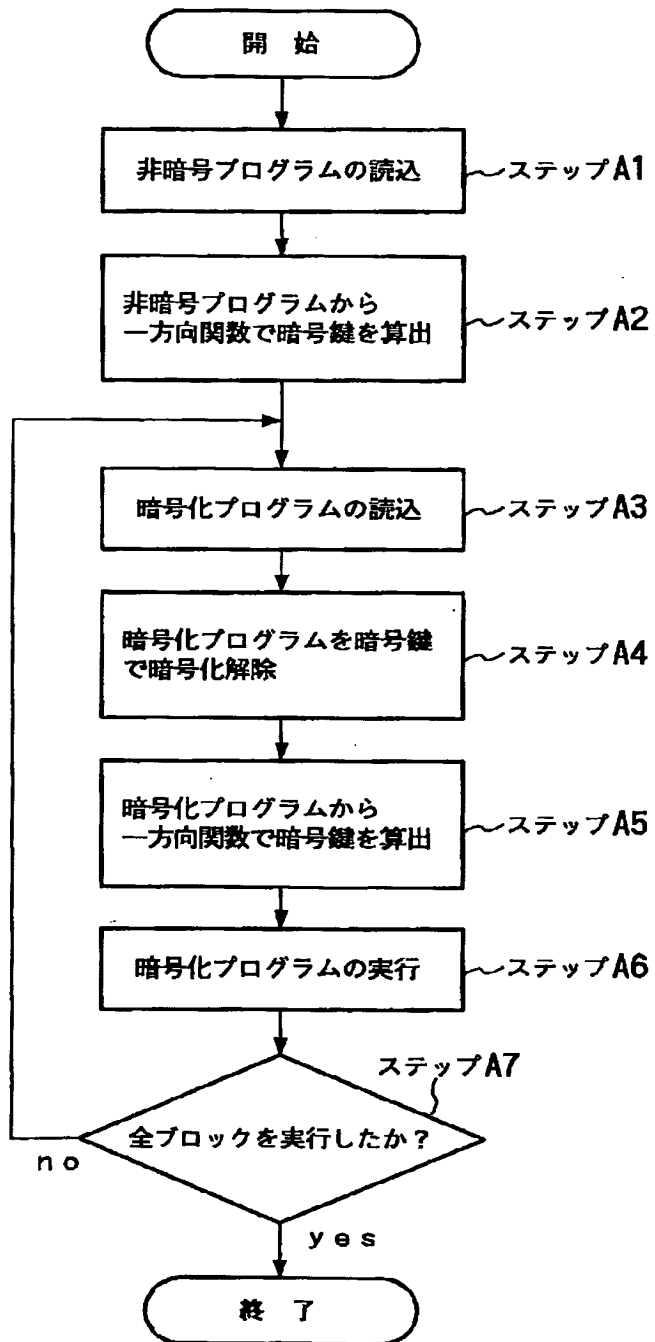 開 始
非暗号プログラムの読込
ステップA1
非暗号プログラムから
一方向関数で暗号鍵を算出
ステップA2
暗号化プログラムの読込
ステップA3
暗号化プログラムを暗号鍵
で暗号化解除
ステップA4
暗号化プログラムから
一方向関数で暗号鍵を算出
ステップA5
暗号化プログラムの実行
ステップA6
ステップA7
全ブロックを実行したか？
no
yes
終 了